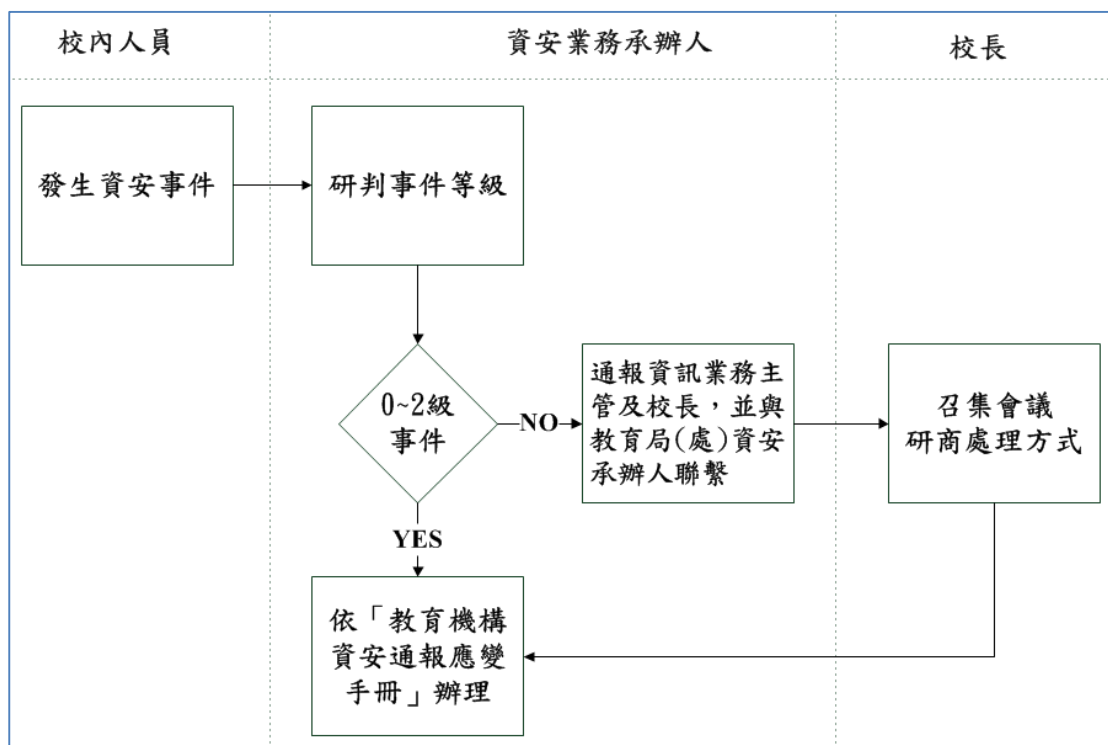 校內人員
資安業務承辦人
校長
發生資安事件
研判事件等級
0~2級
事件
NO
通報資訊業務主
管及校長，並與
教育局(處)資安
承辦人聯繫
召集會議
研商處理方式
YES
依「教育機構
資安通報應變
手冊」辦理